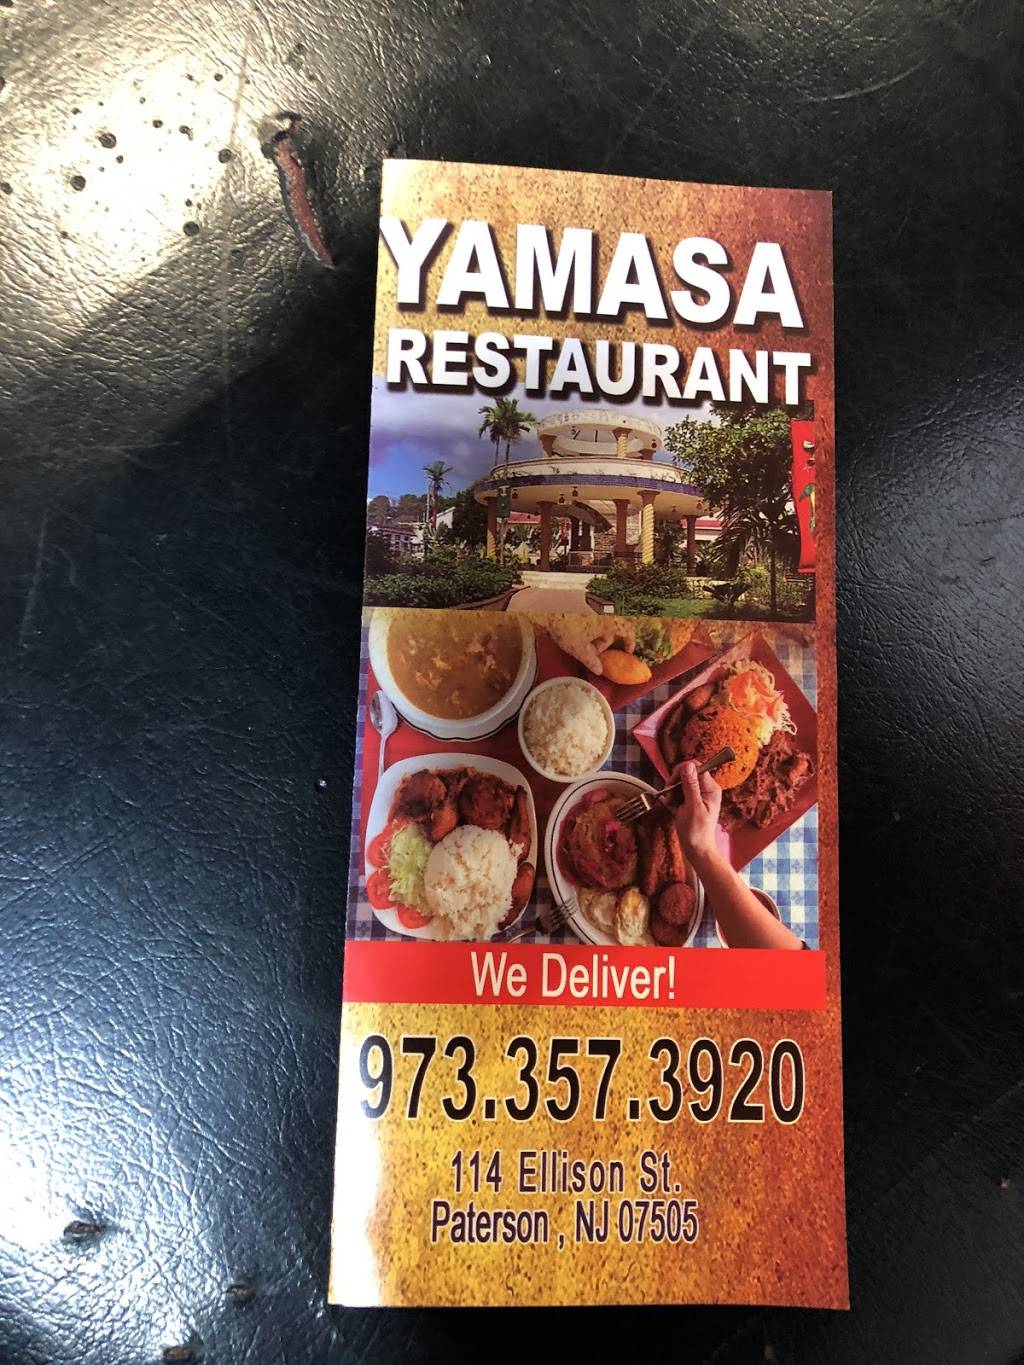 YAMASA
RESTAURANT
We Deliver!
973.357.3920
114 Ellison St.
Paterson , NJ 07505